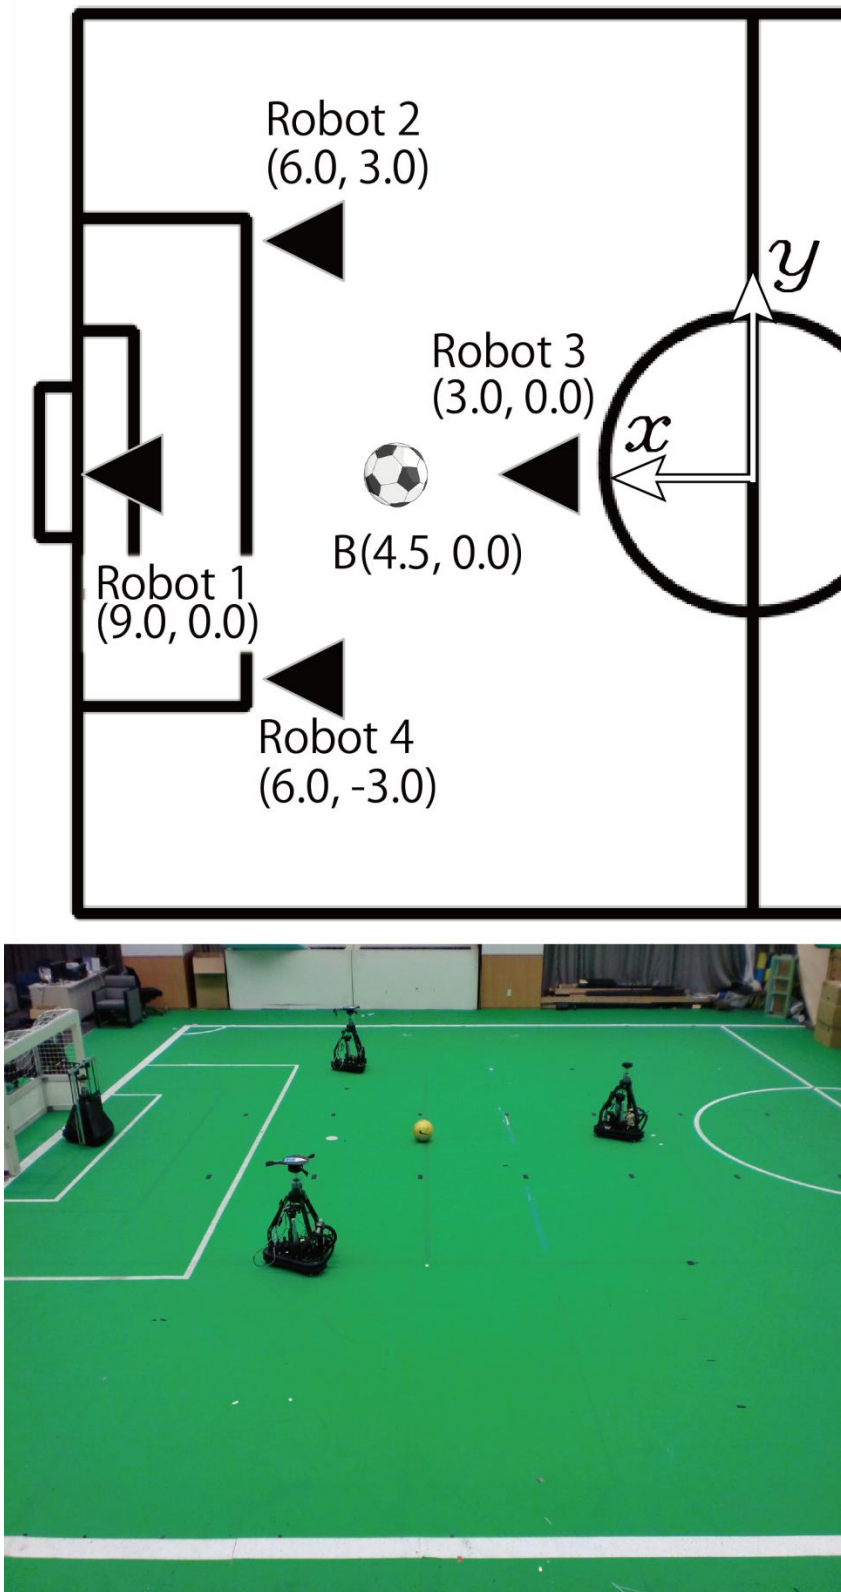 Robot 2
(6.0, 3.0)
y
Robot 3
(3.0, 0.0)
x
B(4.5, 0.0)
Robot 1
(9.0, 0.0)
Robot 4
(6.0, -3.0)